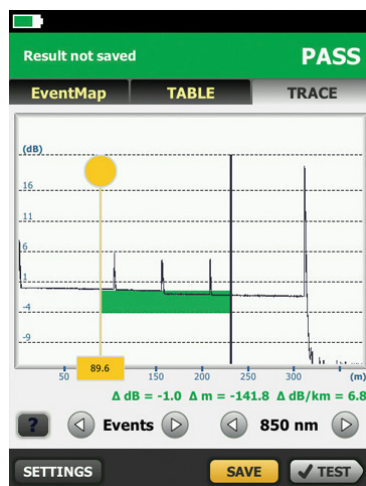 Result not saved PASS
EventMap TABLE TRACE
(dB)
16
11
6
1
-4
-9
50 89.6 150 200 250 300 (m)
Δ dB = -1.0 Δ m = -141.8 Δ dB/km = 6.8
? Events 850 nm
SETTINGS SAVE TEST